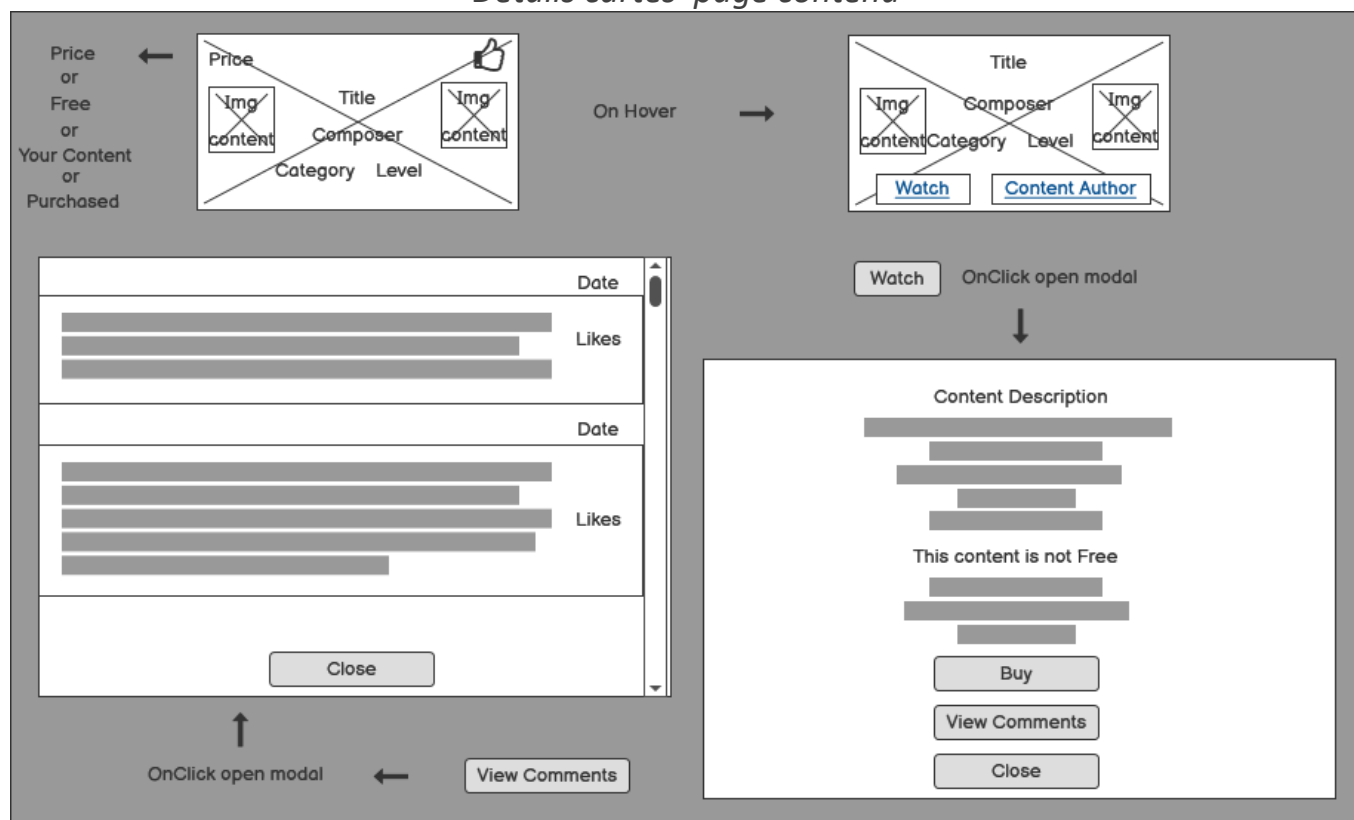 Details cartes page contenu
Price
or
Free
or
Your Content
or
Purchased
Price
Img
content
Title
Composer
Category Level
Img
content
On Hover
Title
Img
content
Composer
Category Level
Img
content
Watch
Content Author
Date
Likes
Date
Likes
Close
Watch
OnClick open modal
Content Description
This content is not Free
Buy
View Comments
Close
OnClick open modal
View Comments